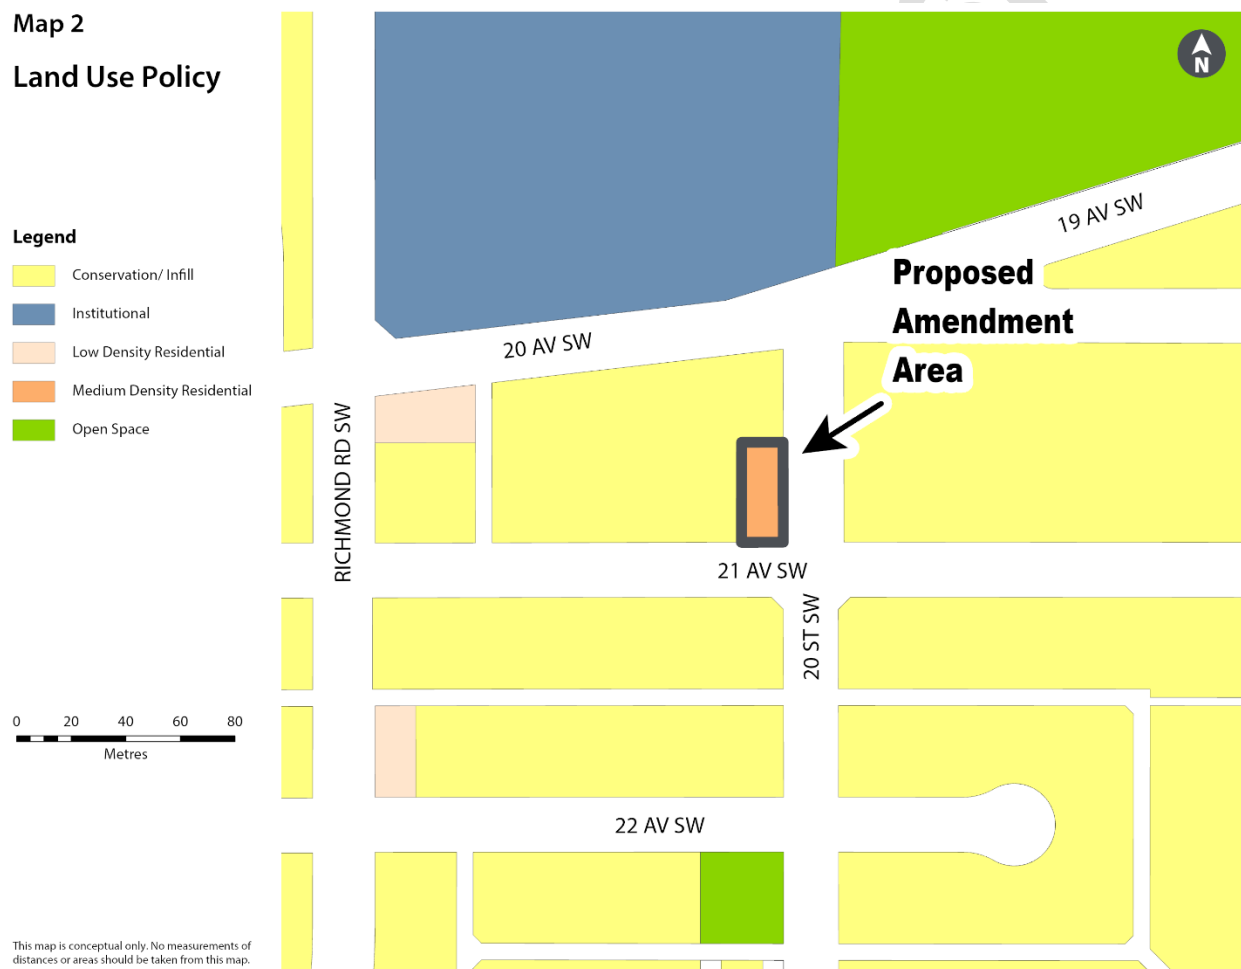 Map 2
Land Use Policy
N
19 AV SW
Legend
Conservation/ Infill
Institutional
Low Density Residential
Medium Density Residential
Open Space
Proposed
Amendment
Area
20 AV SW
RICHMOND RD SW
21 AV SW
20 ST SW
0 20 40 60 80
Metres
22 AV SW
This map is conceptual only. No measurements of
distances or areas should be taken from this map.